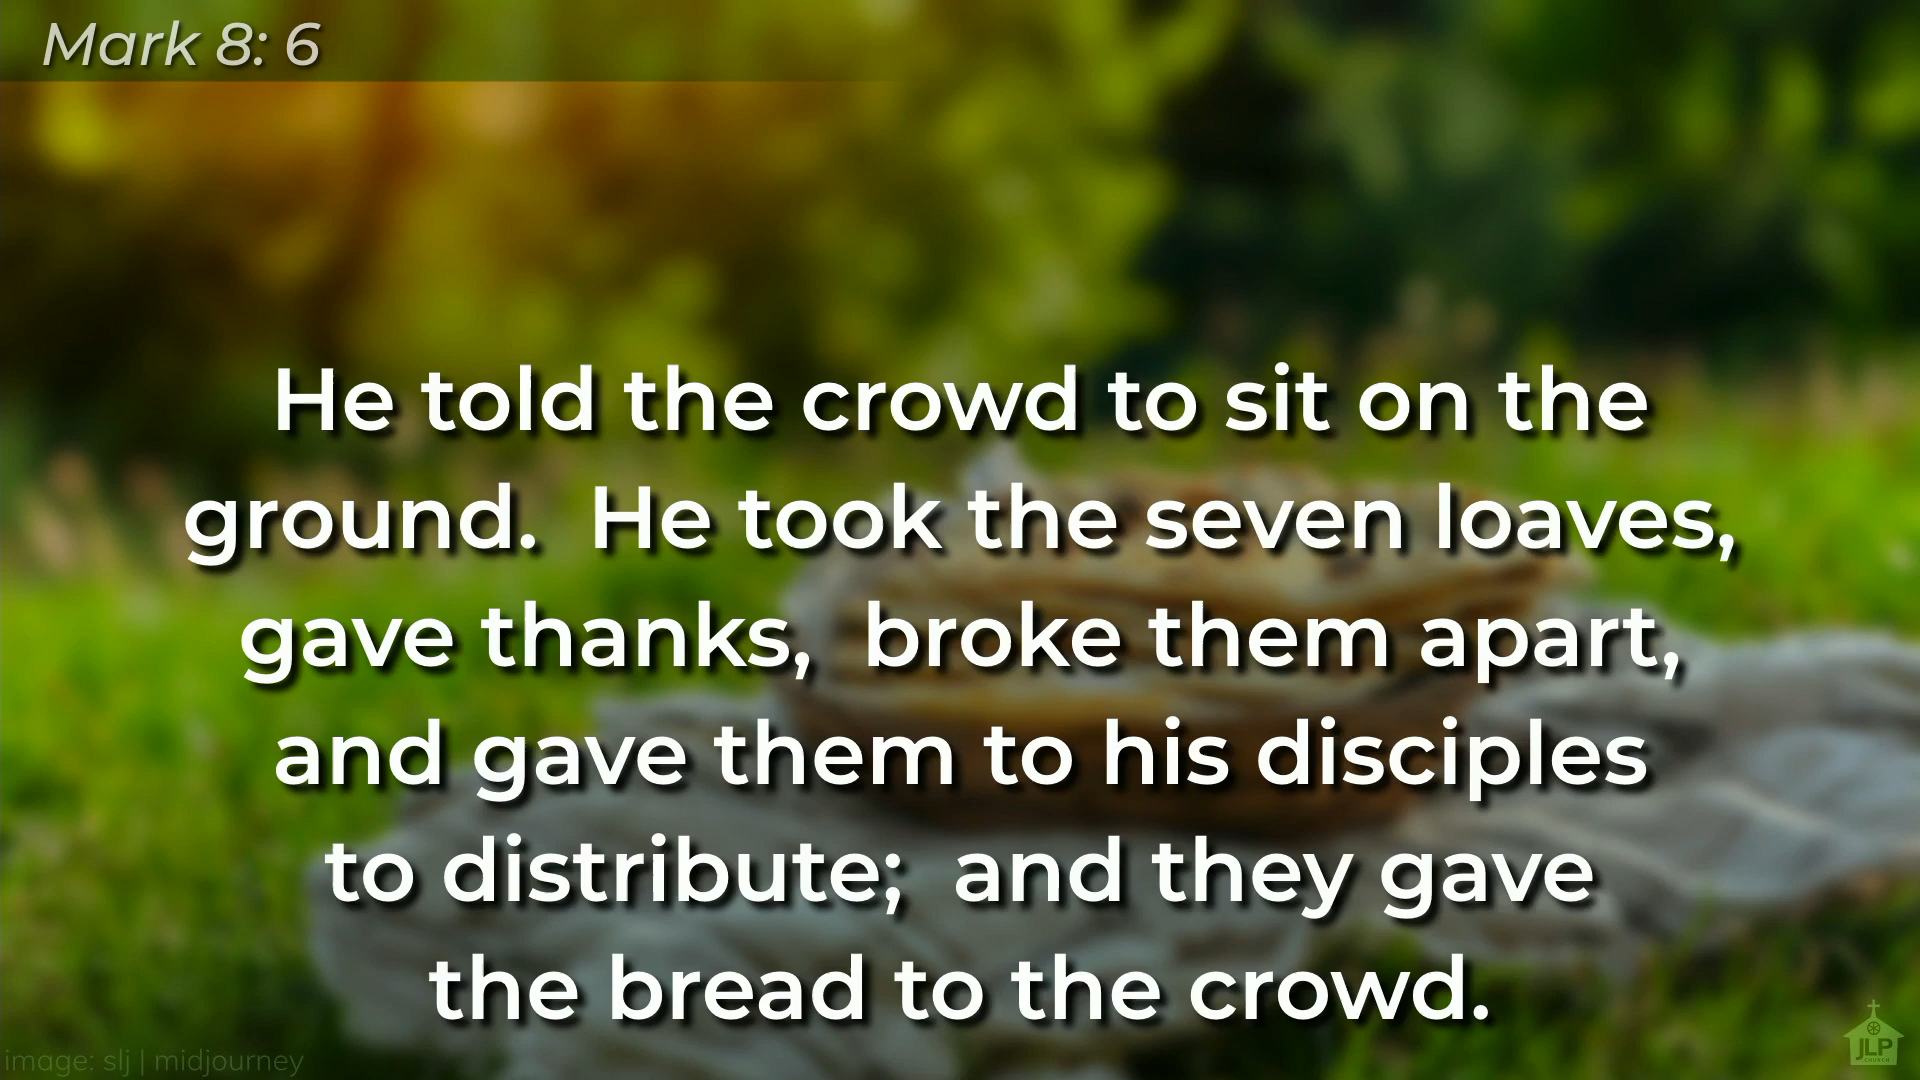 Mark 8: 6
He told the crowd to sit on the
ground.  He took the seven loaves,
gave thanks,  broke them apart,
and gave them to his disciples
to distribute;  and they gave
the bread to the crowd.
image: slj | midjourney
JLP
CHURCH